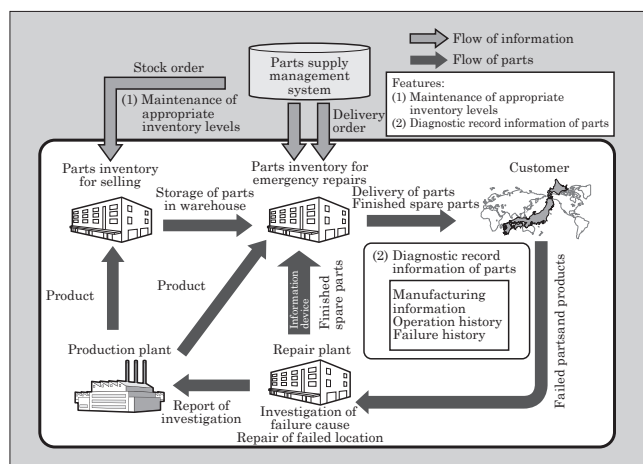 Flow of information
Flow of parts
Parts supply
management
system
Stock order
(1) Maintenance of
appropriate
inventory levels
Delivery
order
Features:
(1) Maintenance of appropriate
inventory levels
(2) Diagnostic record information of parts
Parts inventory
for selling
Parts inventory for
emergency repairs
Customer
Storage of parts
in warehouse
Delivery of parts
Finished spare parts
(2) Diagnostic record
information of parts
Manufacturing
information
Operation history
Failure history
Product
Product
Information
device
Finished
spare parts
Failed partsand products
Production plant
Repair plant
Report of
investigation
Investigation of
failure cause
Repair of failed location